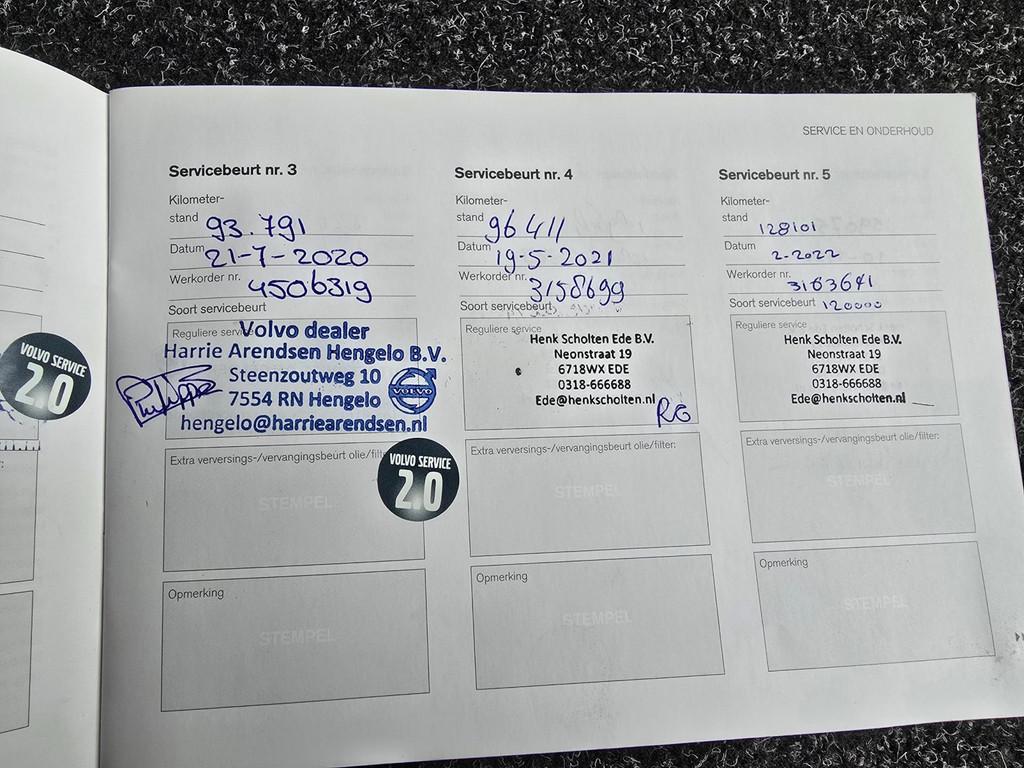 SERVICE EN ONDERHOUD
Servicebeurt nr. 3
Kilometer-
stand 93.791
Datum 21-7-2020
Werkorder nr. 4506319
Soort servicebeurt
Reguliere servi
Volvo dealer
Harrie Arendsen Hengelo B.V.
Steenzoutweg 10
7554 RN Hengelo
VOLVO
hengelo@harriearendsen.nl
Extra verversings-/vervangingsbeurt olie/filt
VOLVO SERVICE
2.0
STEMPEL
Opmerking
STEMPEL
Servicebeurt nr. 4
Kilometer-
stand 96411
Datum 19-5-2021
Werkorder nr. 3158699
Soort servicebeurt
Reguliere service
Henk Scholten Ede B.V.
Neonstraat 19
6718WX EDE
0318-666688
Ede@henkscholten.nl
RG
Extra verversings-/vervangingsbeurt olie/filter:
STEMPEL
Opmerking
STEMPEL
Servicebeurt nr. 5
Kilometer-
stand 128101
Datum 2-2022
Werkorder nr. 3163641
Soort servicebeurt 120000
Reguliere service
Henk Scholten Ede B.V.
Neonstraat 19
6718WX EDE
0318-666688
Ede@henkscholten.nl
Extra verversings-/vervangingsbeurt olie/filter:
STEMPEL
Opmerking
STEMPEL
VOLVO SERVICE
2.0